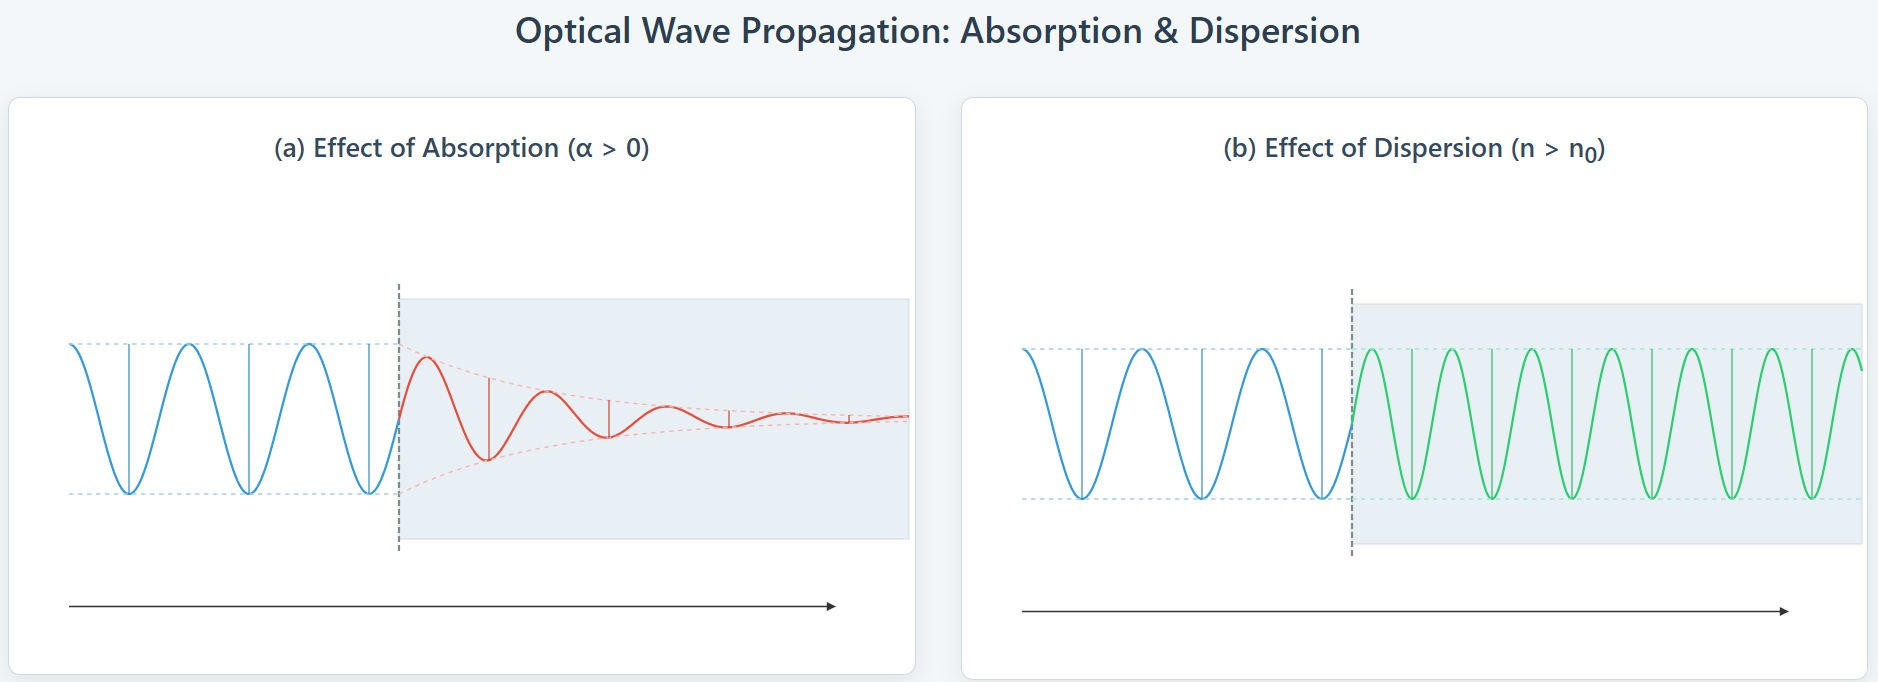 Optical Wave Propagation: Absorption & Dispersion
(a) Effect of Absorption (α > 0)
(b) Effect of Dispersion (n > n₀)